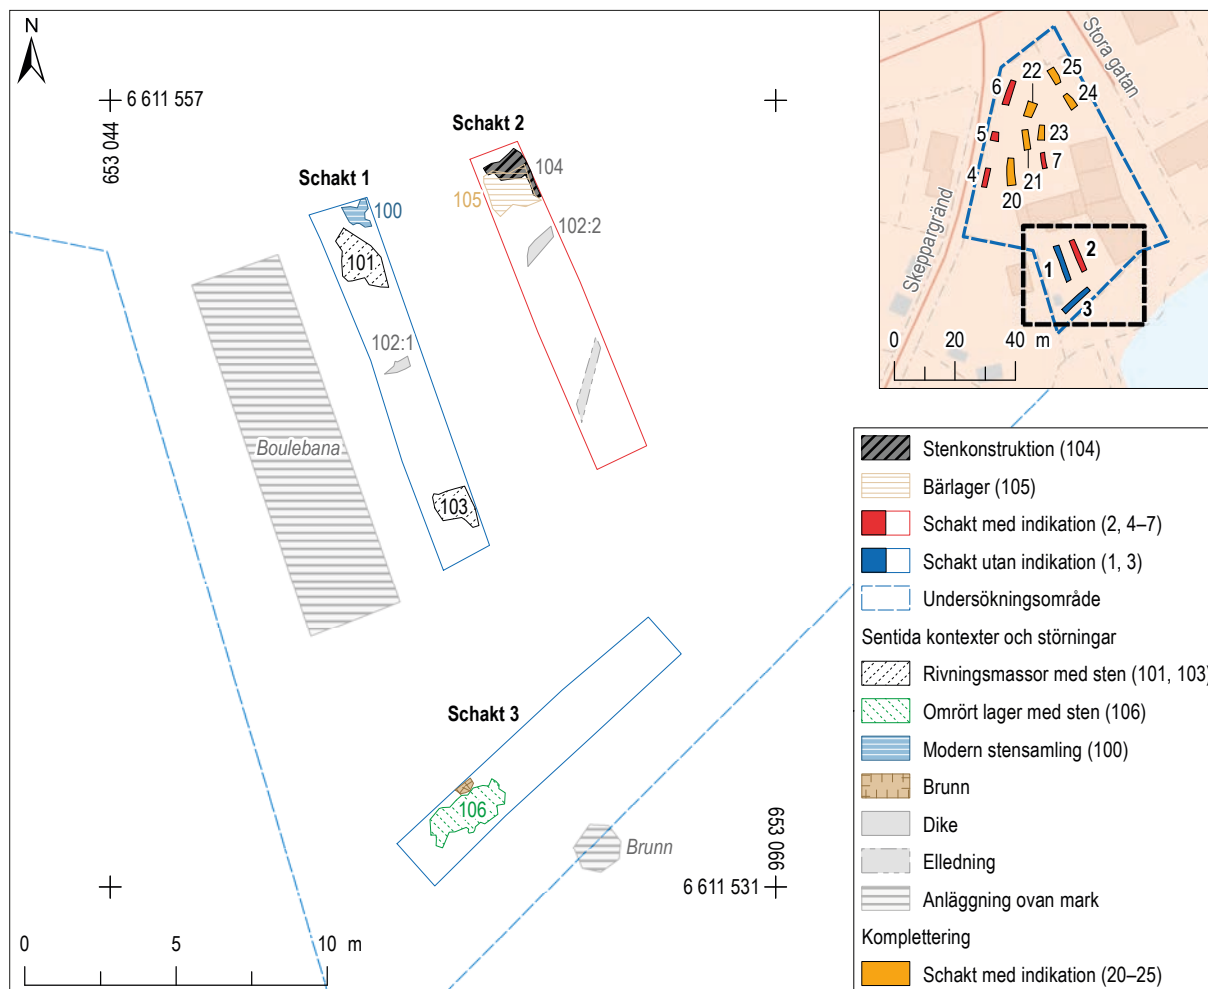 N
6 611 557
653 044
Schakt 2
104
Schakt 1
105
100
102:2
101
102:1
Boulebana
103
Schakt 3
106
Brunn
653 066
6 611 531
0 5 10 m
Stora gatan
Skeppargränd
22
25
6
24
5
23
4
7
20
21
1
2
3
0 20 40 m
Stenkonstruktion (104)
Bärlager (105)
Schakt med indikation (2, 4–7)
Schakt utan indikation (1, 3)
Undersökningsområde
Sentida kontexter och störningar
Rivningsmassor med sten (101, 103)
Omrört lager med sten (106)
Modern stensamling (100)
Brunn
Dike
Elledning
Anläggning ovan mark
Komplettering
Schakt med indikation (20–25)